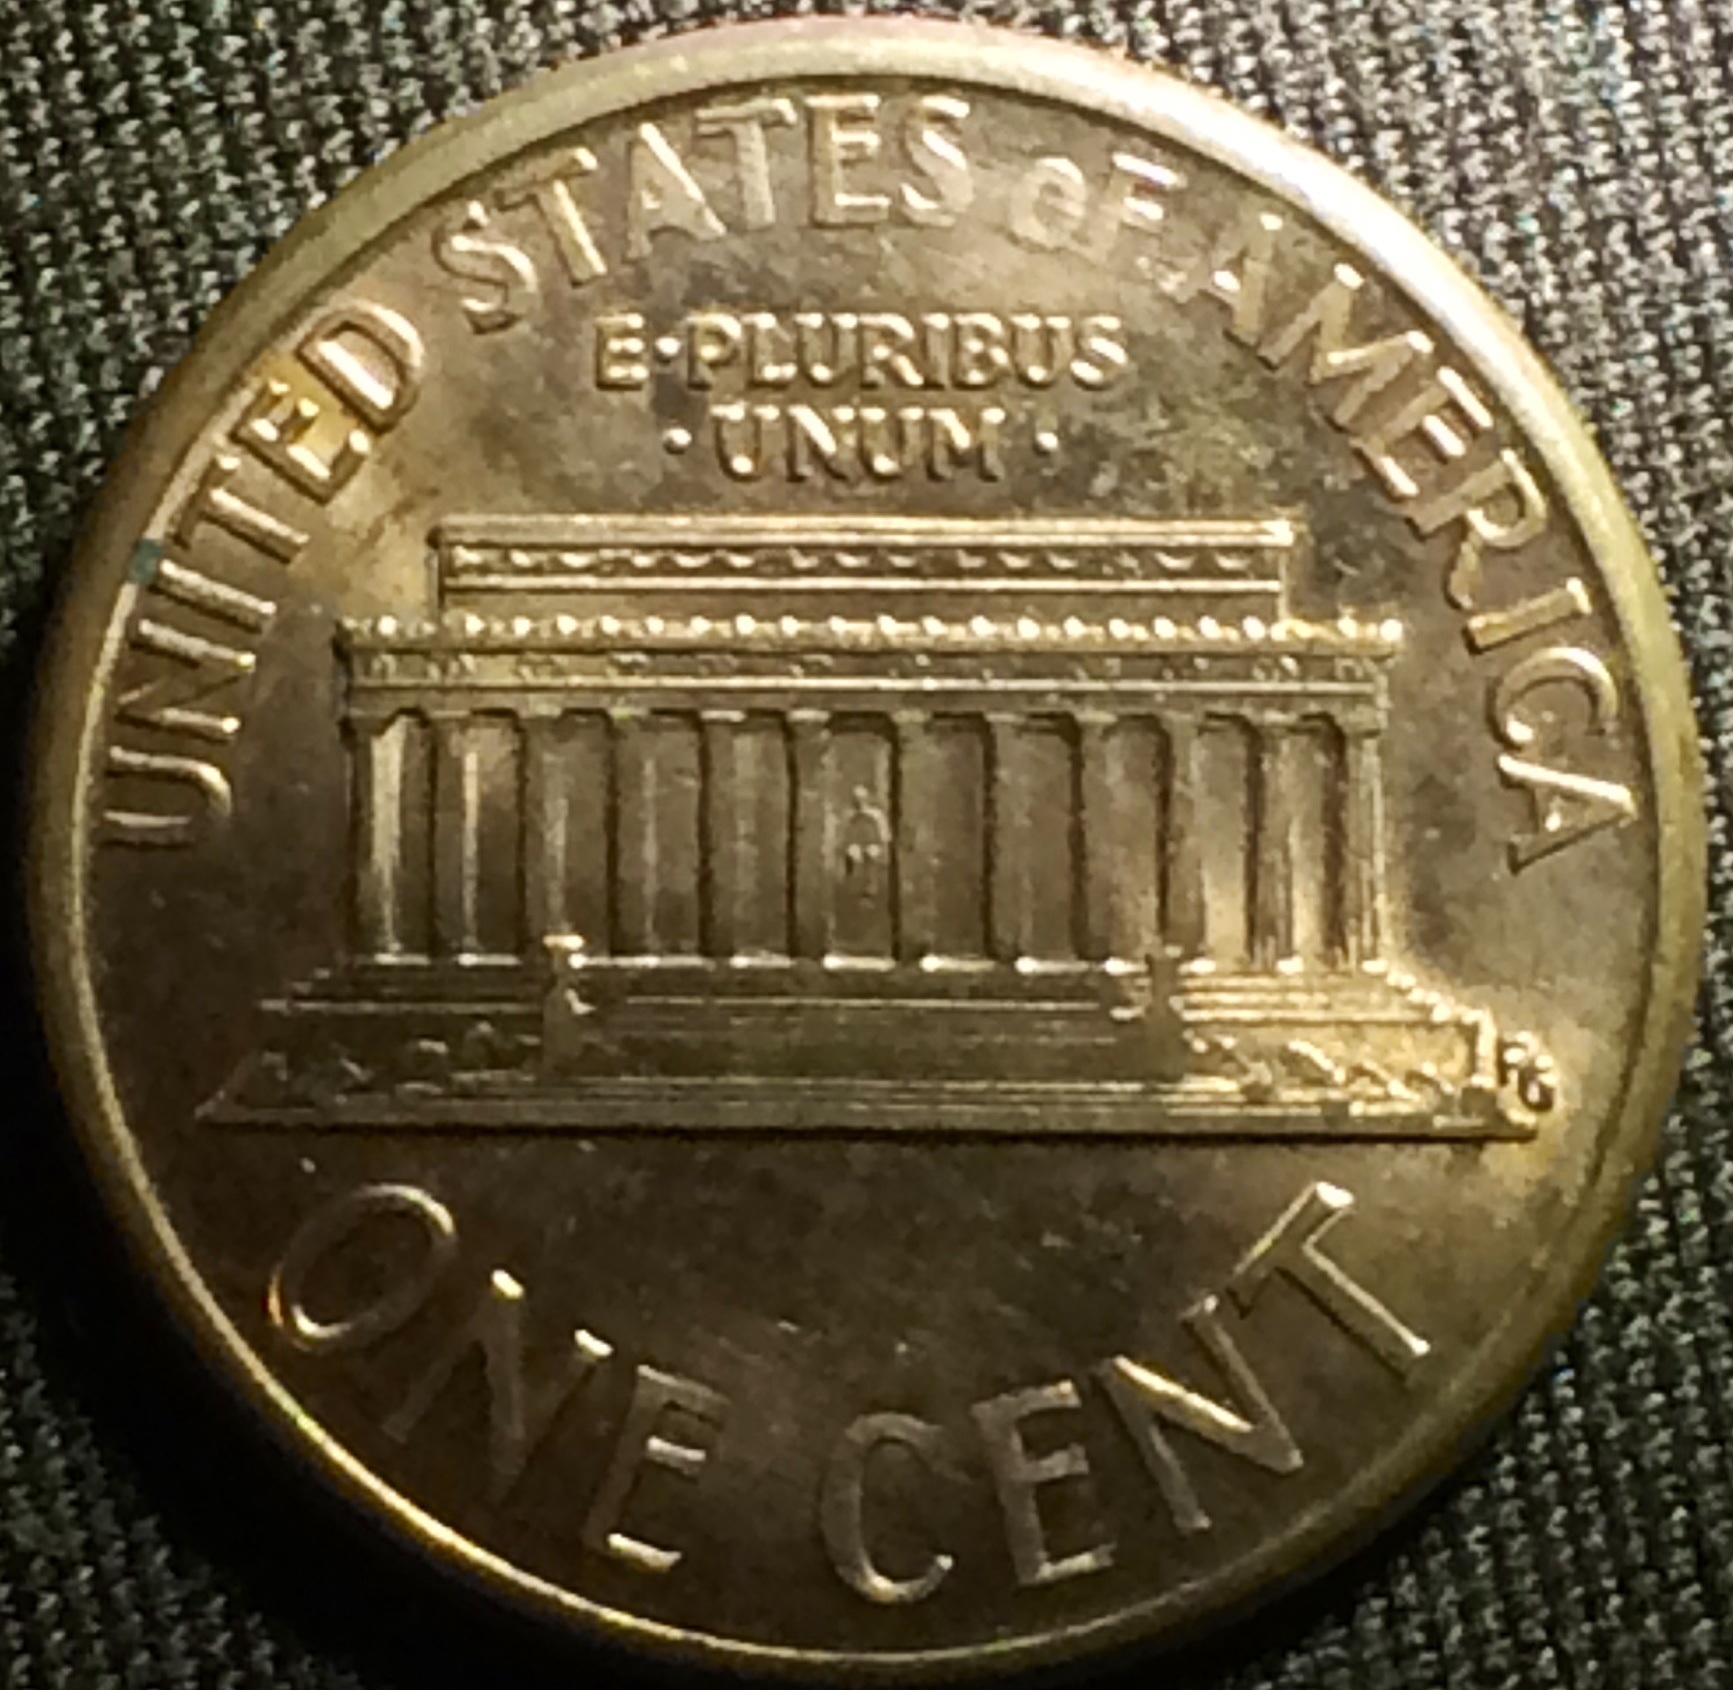 UNITED STATES oF AMERICA
E·PLURIBUS
·UNUM·
FG
ONE CENT